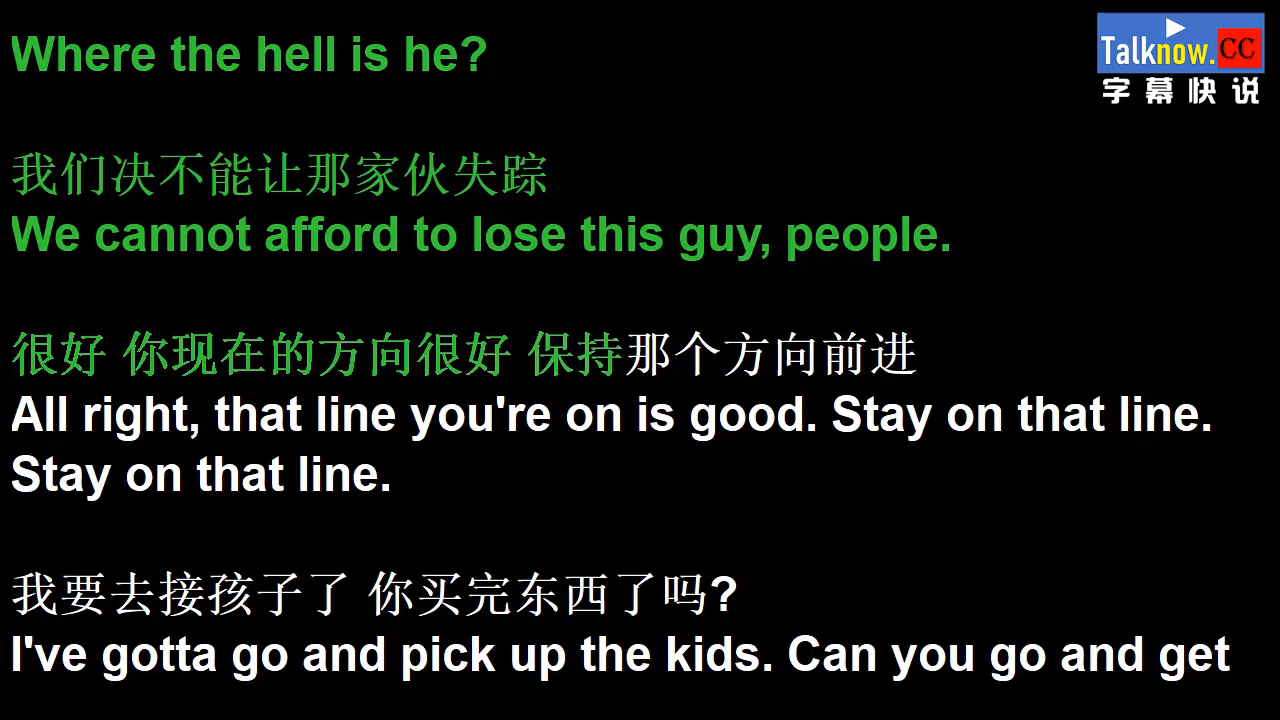 Where the hell is he?
Talknow.CC
字幕快说
我们决不能让那家伙失踪
We cannot afford to lose this guy, people.
很好 你现在的方向很好 保持那个方向前进
All right, that line you're on is good. Stay on that line.
Stay on that line.
我要去接孩子了 你买完东西了吗?
I've gotta go and pick up the kids. Can you go and get